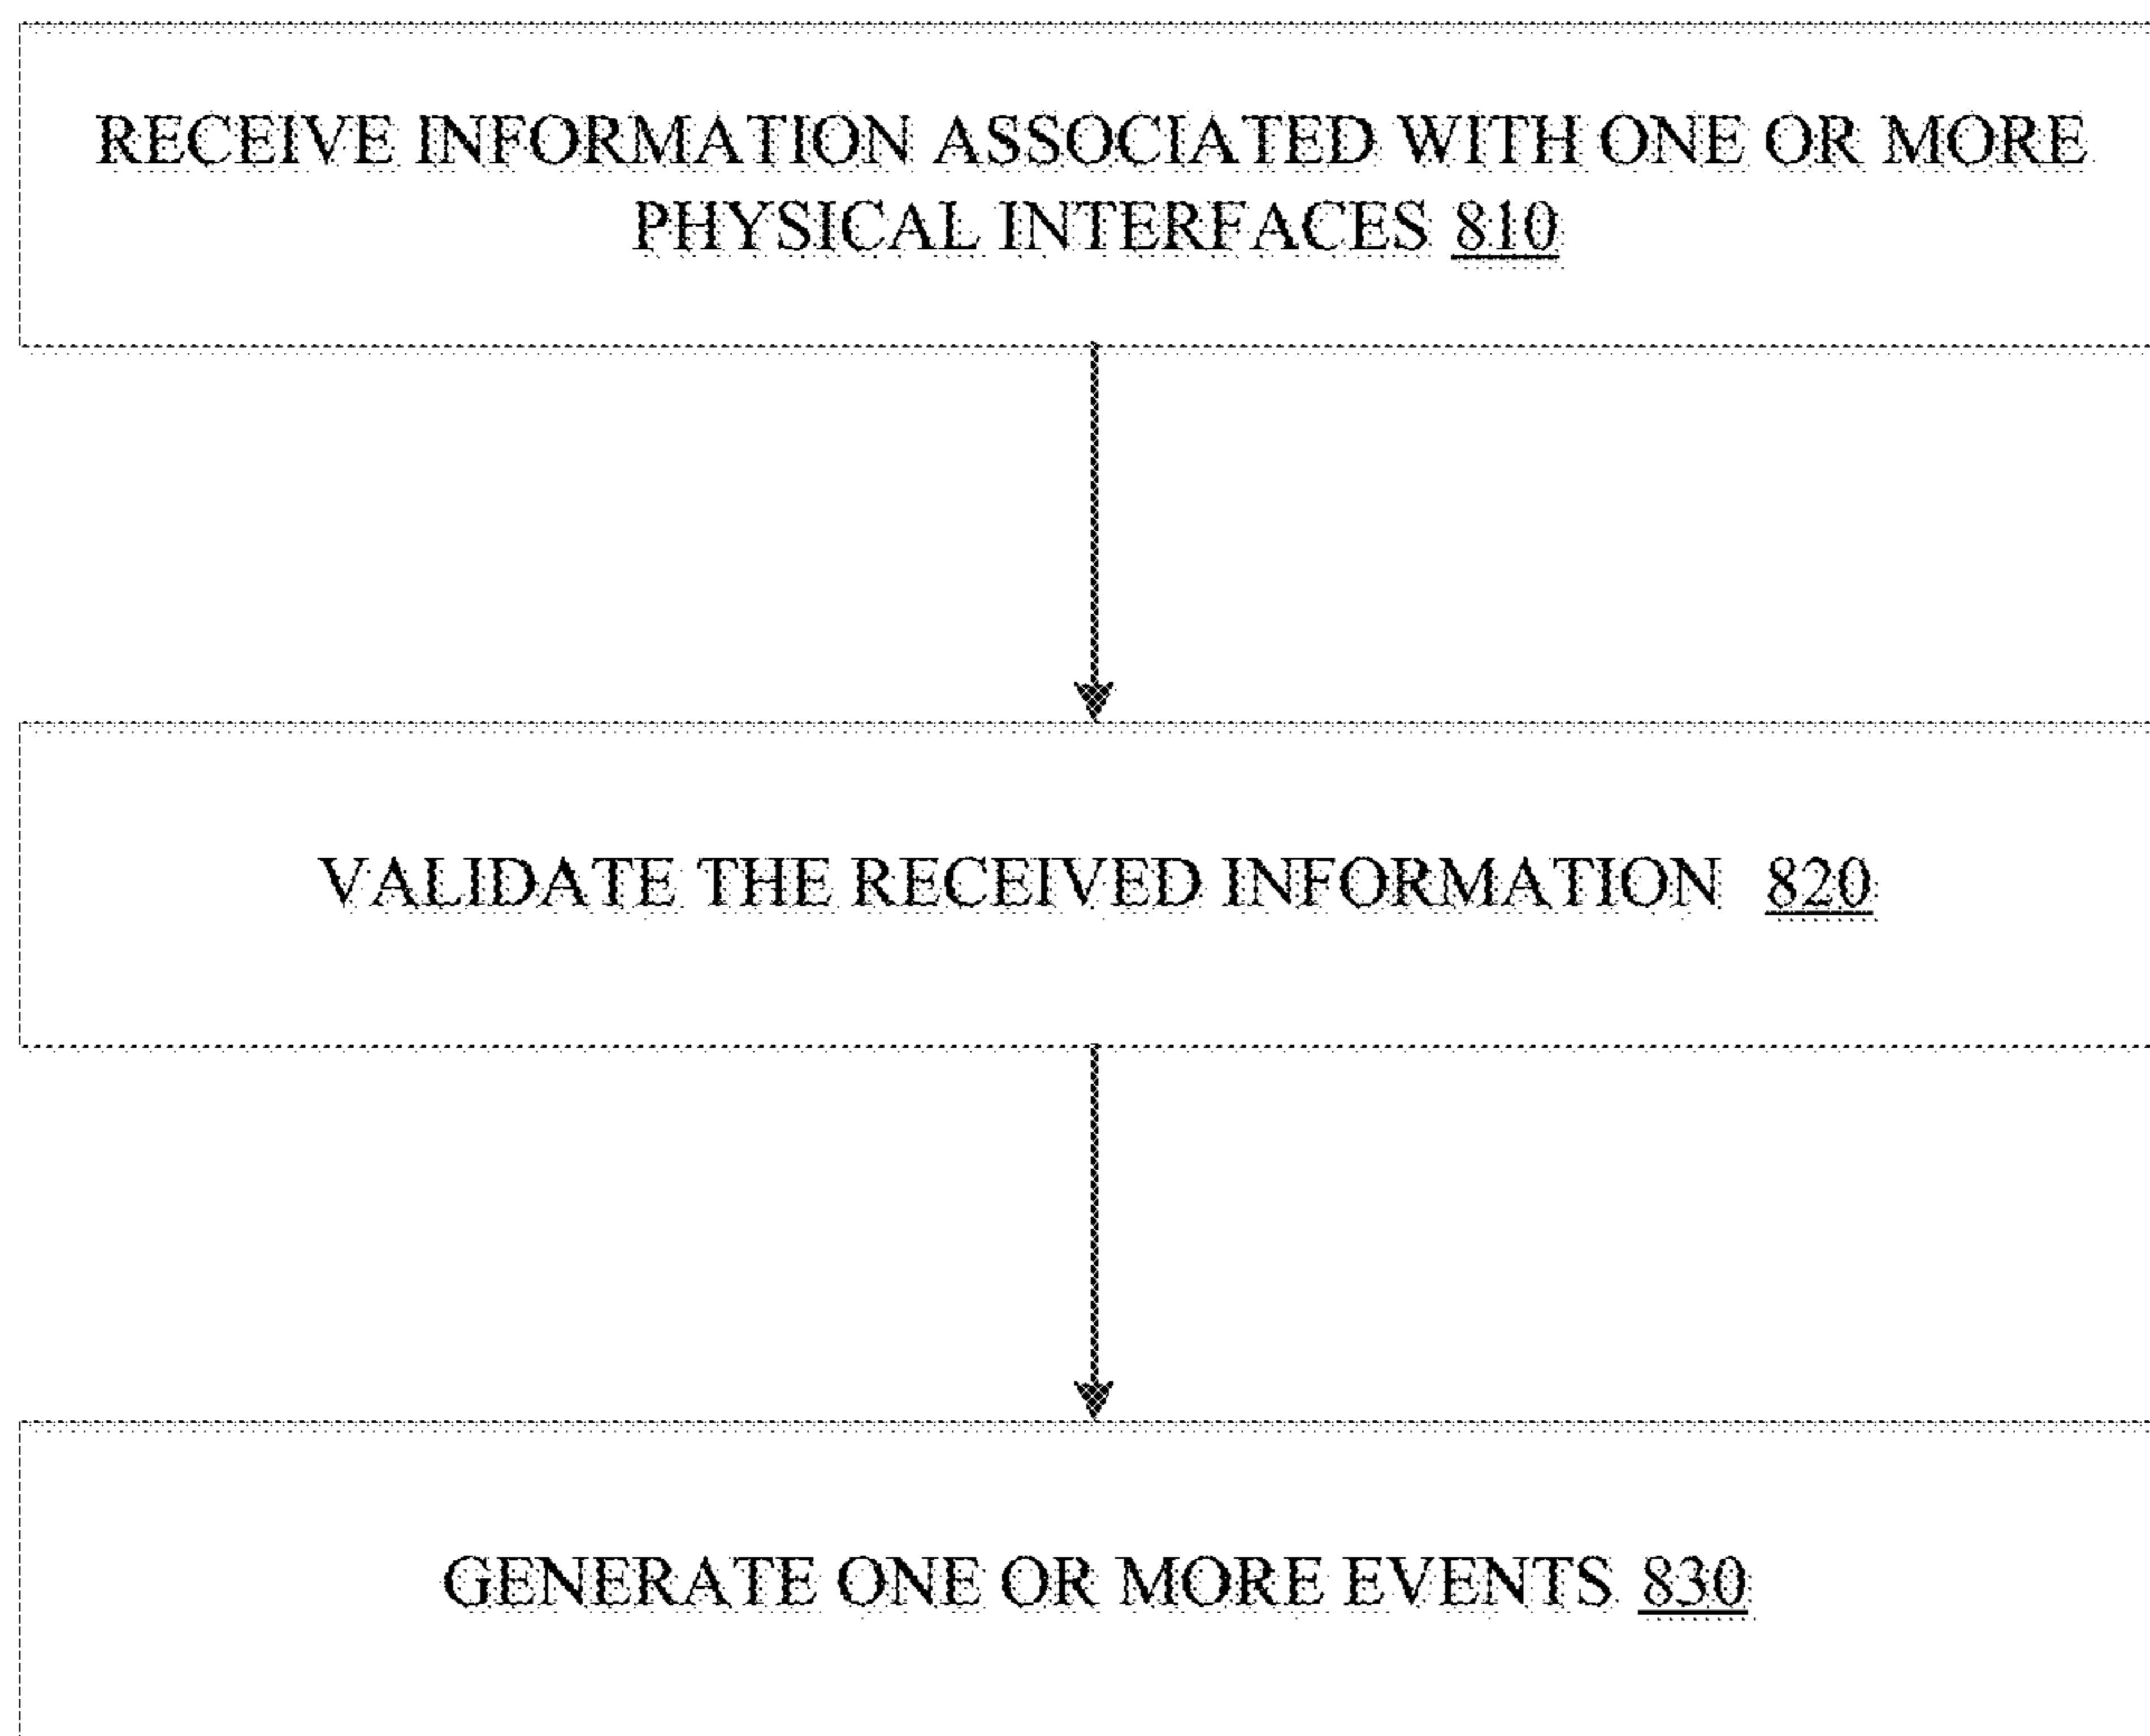 RECEIVE INFORMATION ASSOCIATED WITH ONE OR MORE
PHYSICAL INTERFACES 810
VALIDATE THE RECEIVED INFORMATION 820
GENERATE ONE OR MORE EVENTS 830